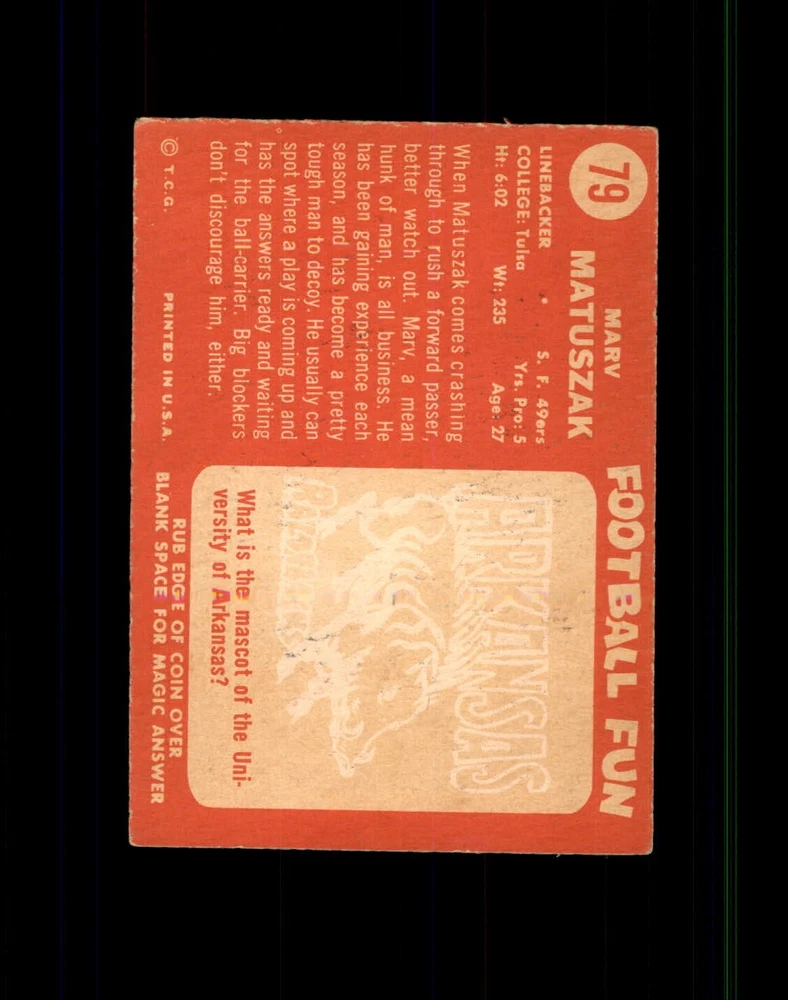 79
MARV
MATUSZAK
LINEBACKER • S. F. 49ers
COLLEGE: Tulsa Yrs. Pro: 5
Ht: 6:02 Wt: 235 Age: 27
When Matuszak comes crashing
through to rush a forward passer,
better watch out. Marv, a mean
hunk of man, is all business. He
has been gaining experience each
season, and has become a pretty
tough man to decoy. He usually can
spot where a play is coming up and
has the answers ready and waiting
for the ball-carrier. Big blockers
don't discourage him, either.
© T.C.G. PRINTED IN U.S.A.
FOOTBALL FUN
ARKANSAS
RAZORBACKS
What is the mascot of the Uni-
versity of Arkansas?
RUB EDGE OF COIN OVER
BLANK SPACE FOR MAGIC ANSWER